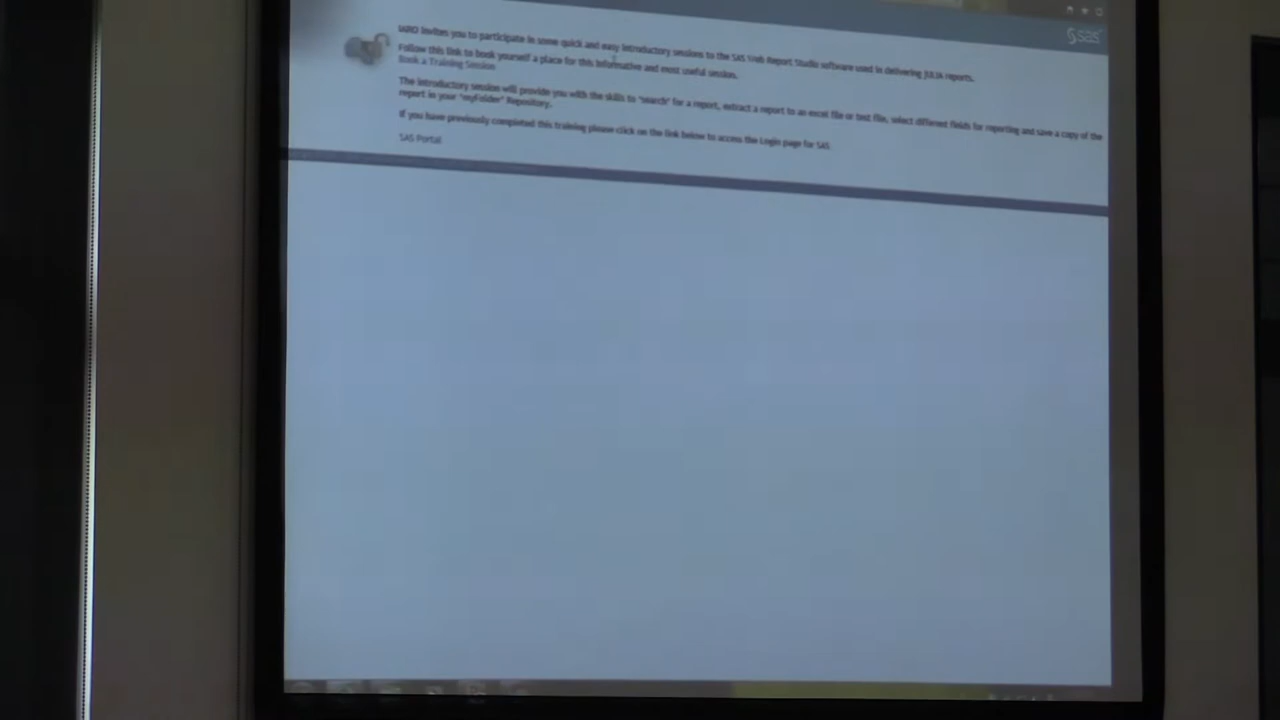 sas
IARO invites you to participate in some quick and easy introductory sessions to the SAS Web Report Studio software used in delivering JULIA reports.
Follow this link to book yourself a place for this informative and most useful session.
Book a Training Session
The introductory session will provide you with the skills to "search" for a report, extract a report to an excel file or text file, select different fields for reporting and save a copy of the
report in your "myFolder" Repository.
If you have previously completed this training please click on the link below to access the Login page for SAS
SAS Portal